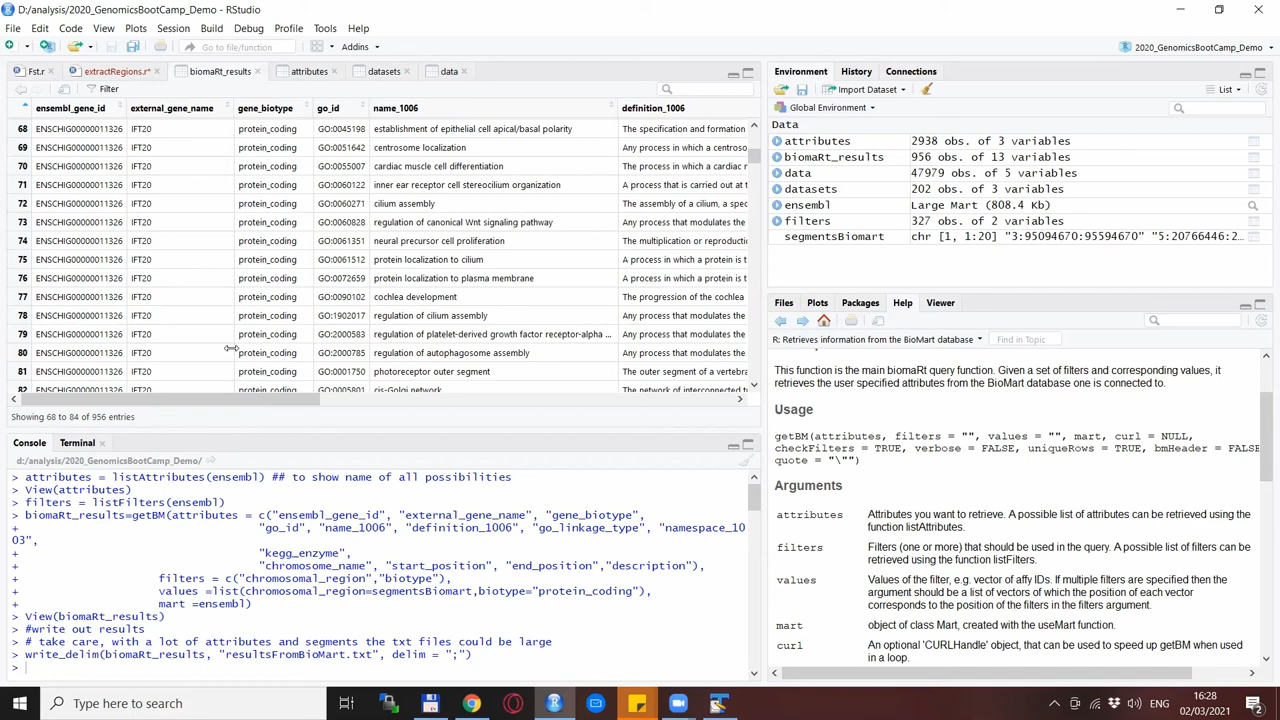 D:/analysis/2020_GenomicsBootCamp_Demo - RStudio
File Edit Code View Plots Session Build Debug Profile Tools Help
Go to file/function Addins 2020_GenomicsBootCamp_Demo
Fst.r extractRegions.r* biomaRt_results attributes datasets data
Filter
ensembl_gene_id external_gene_name gene_biotype go_id name_1006 definition_1006
68 ENSCHIG00000011326 IFT20 protein_coding GO:0045198 establishment of epithelial cell apical/basal polarity The specification and formation
69 ENSCHIG00000011326 IFT20 protein_coding GO:0051642 centrosome localization Any process in which a centroso
70 ENSCHIG00000011326 IFT20 protein_coding GO:0055007 cardiac muscle cell differentiation The process in which a cardiac
71 ENSCHIG00000011326 IFT20 protein_coding GO:0060122 inner ear receptor cell stereocilium organization A process that is carried out at t
72 ENSCHIG00000011326 IFT20 protein_coding GO:0060271 cilium assembly The assembly of a cilium, a spec
73 ENSCHIG00000011326 IFT20 protein_coding GO:0060828 regulation of canonical Wnt signaling pathway Any process that modulates the
74 ENSCHIG00000011326 IFT20 protein_coding GO:0061351 neural precursor cell proliferation The multiplication or reproductio
75 ENSCHIG00000011326 IFT20 protein_coding GO:0061512 protein localization to cilium A process in which a protein is t
76 ENSCHIG00000011326 IFT20 protein_coding GO:0072659 protein localization to plasma membrane A process in which a protein is t
77 ENSCHIG00000011326 IFT20 protein_coding GO:0090102 cochlea development The progression of the cochlea
78 ENSCHIG00000011326 IFT20 protein_coding GO:1902017 regulation of cilium assembly Any process that modulates the
79 ENSCHIG00000011326 IFT20 protein_coding GO:2000583 regulation of platelet-derived growth factor receptor-alpha ... Any process that modulates the
80 ENSCHIG00000011326 IFT20 protein_coding GO:2000785 regulation of autophagosome assembly Any process that modulates the
81 ENSCHIG00000011326 IFT20 protein_coding GO:0001750 photoreceptor outer segment The outer segment of a vertebra
82 ENSCHIG00000011326 IFT20 protein_coding GO:0005801 cis-Golgi network The network of interconnected t
Showing 68 to 84 of 956 entries
Console Terminal
d:/analysis/2020_GenomicsBootCamp_Demo/
> attributes = listAttributes(ensembl) ## to show name of all possibilities
> View(attributes)
> filters = listFilters(ensembl)
> biomaRt_results=getBM(attributes = c("ensembl_gene_id", "external_gene_name", "gene_biotype",
+ "go_id", "name_1006", "definition_1006", "go_linkage_type", "namespace_10
03",
+ "kegg_enzyme",
+ "chromosome_name", "start_position", "end_position","description"),
+ filters = c("chromosomal_region","biotype"),
+ values =list(chromosomal_region=segmentsBiomart,biotype="protein_coding"),
+ mart =ensembl)
> View(biomaRt_results)
> #write out results
> # take care, with a lot of attributes and segments the txt files could be large
> write_delim(biomaRt_results, "resultsFromBioMart.txt", delim = ";")
>
Environment History Connections
Import Dataset List
Global Environment
Data
attributes 2938 obs. of 3 variables
biomaRt_results 956 obs. of 13 variables
data 47979 obs. of 5 variables
datasets 202 obs. of 3 variables
ensembl Large Mart (808.4 Kb)
filters 327 obs. of 2 variables
segmentsBiomart chr [1, 1:20] "3:95094670:95594670" "5:20766446:2...
Files Plots Packages Help Viewer
R: Retrieves information from the BioMart database Find in Topic
This function is the main biomaRt query function. Given a set of filters and corresponding values, it
retrieves the user specified attributes from the BioMart database one is connected to.
Usage
getBM(attributes, filters = "", values = "", mart, curl = NULL,
checkFilters = TRUE, verbose = FALSE, uniqueRows = TRUE, bmHeader = FALSE
quote = "\"")
Arguments
attributes Attributes you want to retrieve. A possible list of attributes can be retrieved using the
function listAttributes.
filters Filters (one or more) that should be used in the query. A possible list of filters can be
retrieved using the function listFilters.
values Values of the filter, e.g. vector of affy IDs. If multiple filters are specified then the
argument should be a list of vectors of which the position of each vector
corresponds to the position of the filters in the filters argument.
mart object of class Mart, created with the useMart function.
curl An optional 'CURLHandle' object, that can be used to speed up getBM when used
in a loop.
Type here to search
ENG
16:28
02/03/2021
2